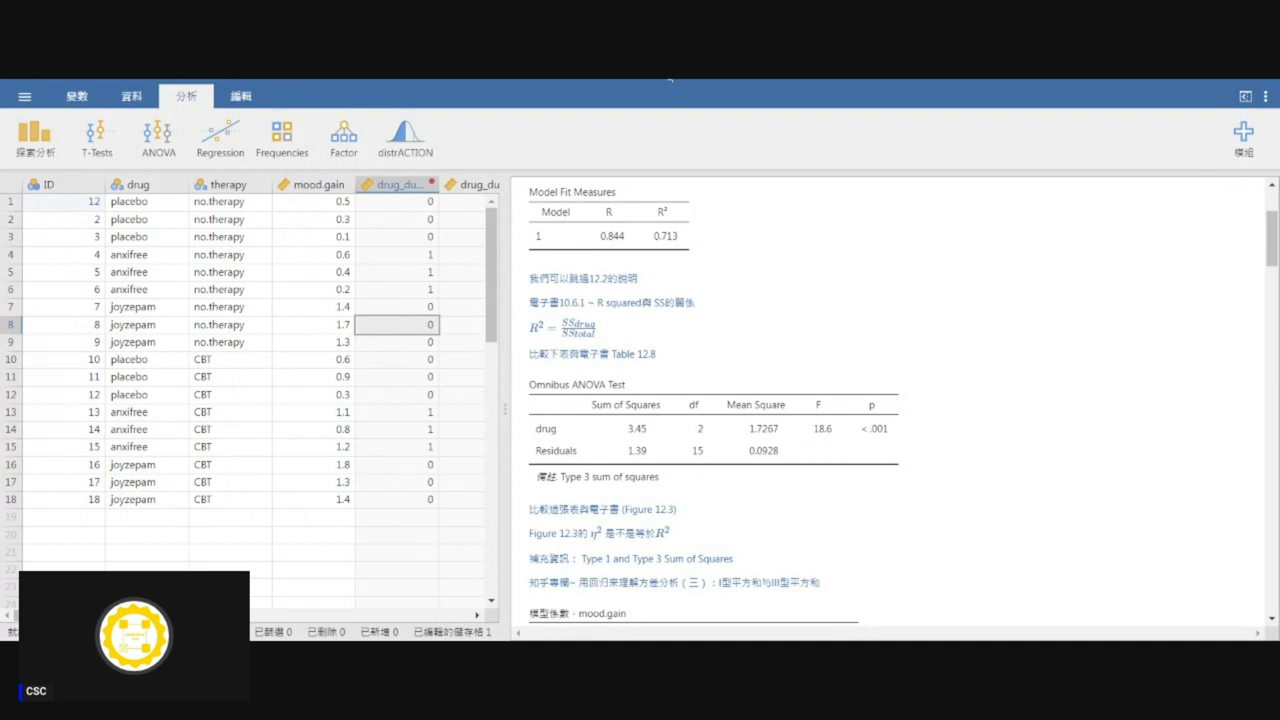 變數 資料 分析 編輯
探索分析 T-Tests ANOVA Regression Frequencies Factor distrACTION 模組
ID drug therapy mood.gain drug_du... drug_du
1 12 placebo no.therapy 0.5 0
2 2 placebo no.therapy 0.3 0
3 3 placebo no.therapy 0.1 0
4 4 anxifree no.therapy 0.6 1
5 5 anxifree no.therapy 0.4 1
6 6 anxifree no.therapy 0.2 1
7 7 joyzepam no.therapy 1.4 0
8 8 joyzepam no.therapy 1.7 0
9 9 joyzepam no.therapy 1.3 0
10 10 placebo CBT 0.6 0
11 11 placebo CBT 0.9 0
12 12 placebo CBT 0.3 0
13 13 anxifree CBT 1.1 1
14 14 anxifree CBT 0.8 1
15 15 anxifree CBT 1.2 1
16 16 joyzepam CBT 1.8 0
17 17 joyzepam CBT 1.3 0
18 18 joyzepam CBT 1.4 0
19
20
21
22
23
24
已篩選 0 已刪除 0 已新增 0 已編輯的儲存格 1
CSC
Model Fit Measures
Model R R²
1 0.844 0.713
我們可以跳過12.2的說明
電子書10.6.1 ~ R squared與 SS的關係
R² = SSdrug / SStotal
比較下表與電子書 Table 12.8
Omnibus ANOVA Test
Sum of Squares df Mean Square F p
drug 3.45 2 1.7267 18.6 < .001
Residuals 1.39 15 0.0928
備註. Type 3 sum of squares
比較這張表與電子書 (Figure 12.3)
Figure 12.3的 η² 是不是等於R²
補充資訊： Type 1 and Type 3 Sum of Squares
知乎專欄~ 用回归来理解方差分析（三）：I型平方和与III型平方和
模型係數 - mood.gain